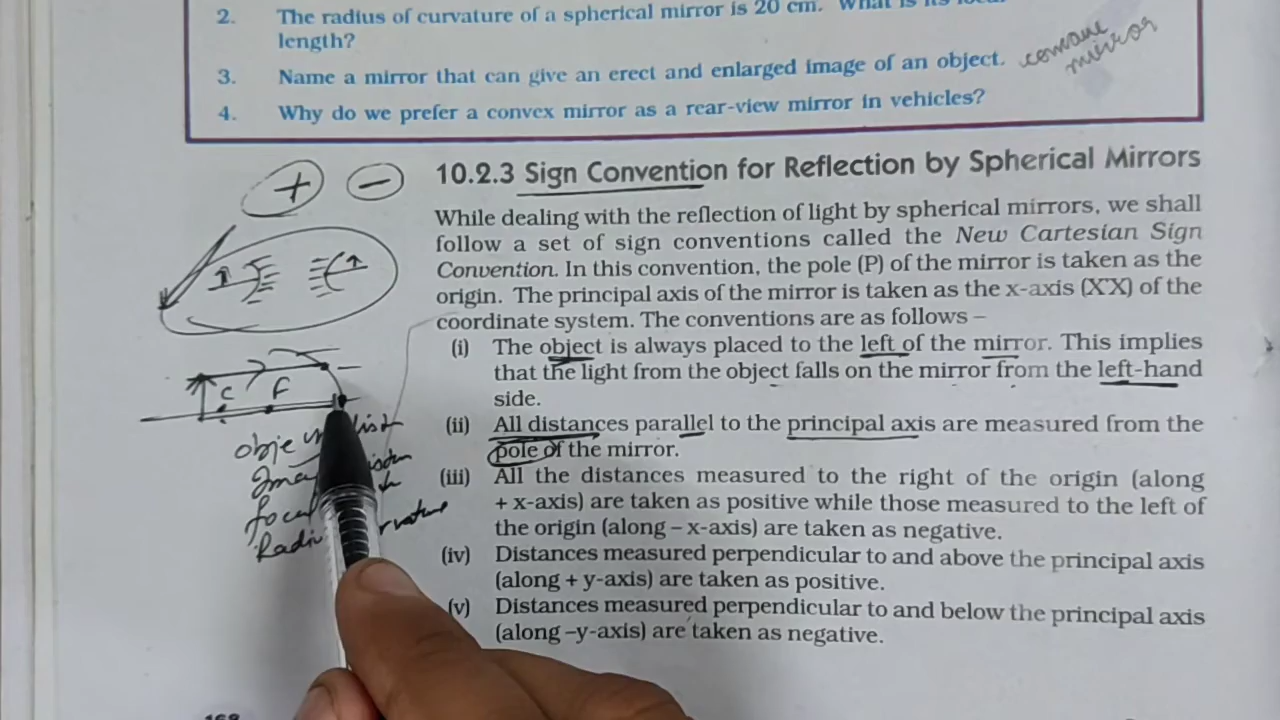 2. The radius of curvature of a spherical mirror is 20 cm. What is its focal
length?
3. Name a mirror that can give an erect and enlarged image of an object. concave
mirror
4. Why do we prefer a convex mirror as a rear-view mirror in vehicles?
+ −
10.2.3 Sign Convention for Reflection by Spherical Mirrors
While dealing with the reflection of light by spherical mirrors, we shall
follow a set of sign conventions called the New Cartesian Sign
Convention. In this convention, the pole (P) of the mirror is taken as the
origin. The principal axis of the mirror is taken as the x-axis (X'X) of the
coordinate system. The conventions are as follows –
(i) The object is always placed to the left of the mirror. This implies
that the light from the object falls on the mirror from the left-hand
side.
C F
(ii) All distances parallel to the principal axis are measured from the
pole of the mirror.
(iii) All the distances measured to the right of the origin (along
+ x-axis) are taken as positive while those measured to the left of
the origin (along – x-axis) are taken as negative.
(iv) Distances measured perpendicular to and above the principal axis
(along + y-axis) are taken as positive.
(v) Distances measured perpendicular to and below the principal axis
(along –y-axis) are taken as negative.
168